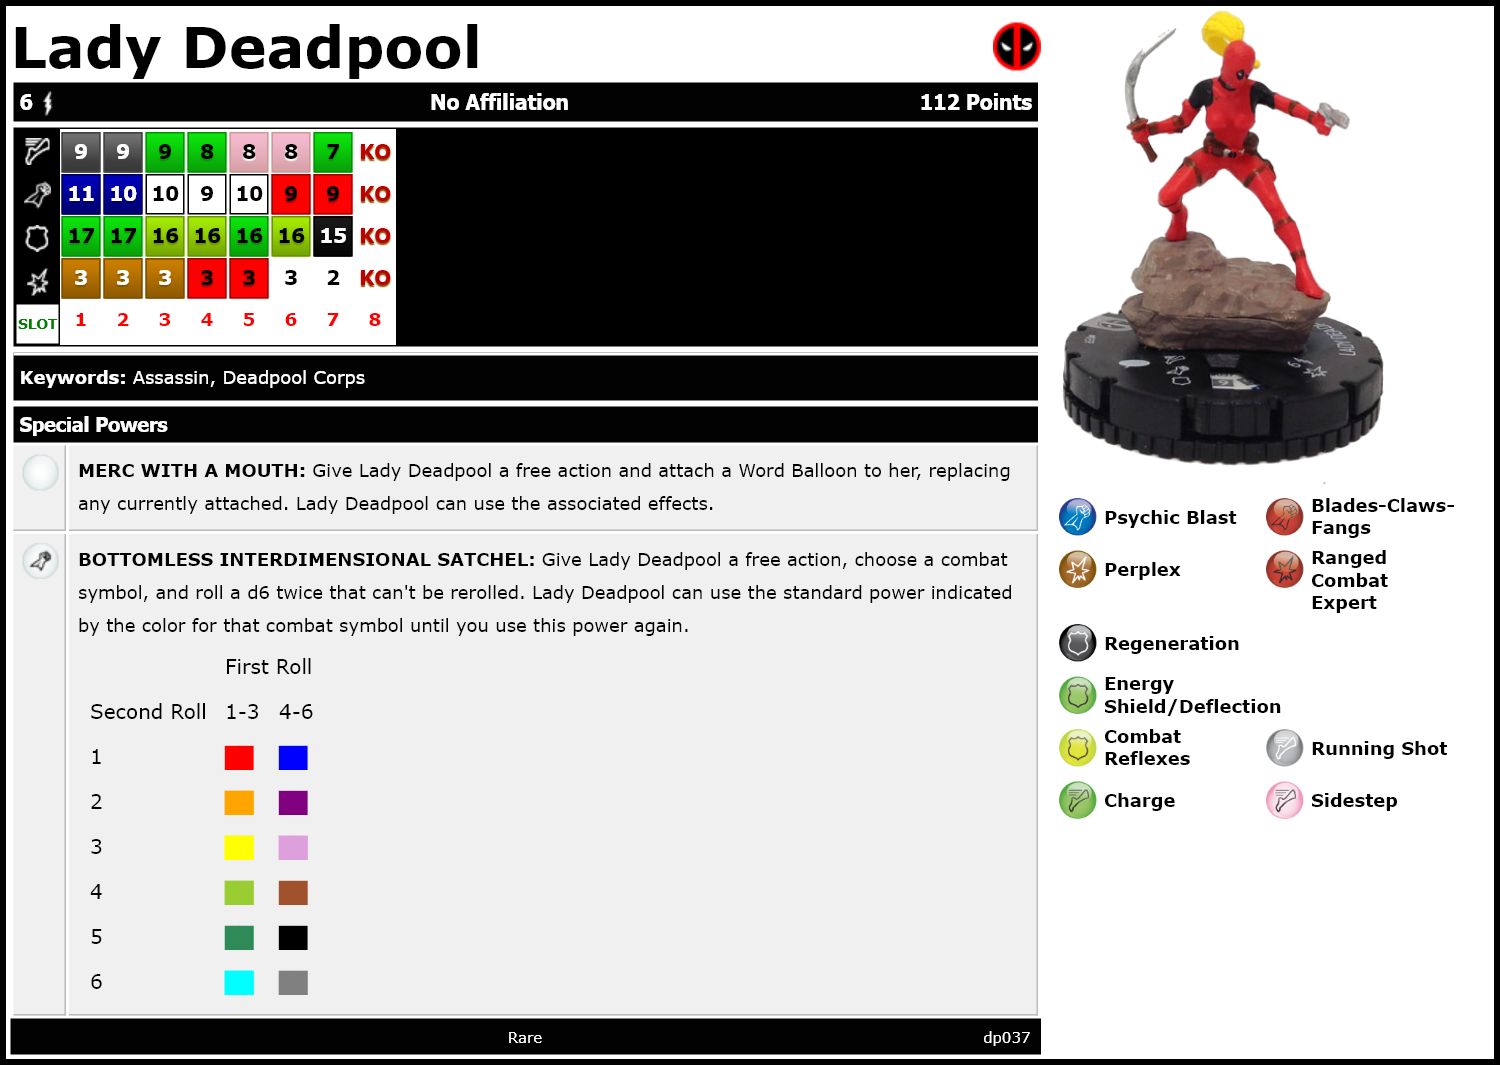 Lady Deadpool
6 No Affiliation 112 Points
9 9 9 8 8 8 7 KO
11 10 10 9 10 9 9 KO
17 17 16 16 16 16 15 KO
3 3 3 3 3 3 2 KO
SLOT 1 2 3 4 5 6 7 8
Keywords: Assassin, Deadpool Corps
Special Powers
MERC WITH A MOUTH: Give Lady Deadpool a free action and attach a Word Balloon to her, replacing
any currently attached. Lady Deadpool can use the associated effects.
BOTTOMLESS INTERDIMENSIONAL SATCHEL: Give Lady Deadpool a free action, choose a combat
symbol, and roll a d6 twice that can't be rerolled. Lady Deadpool can use the standard power indicated
by the color for that combat symbol until you use this power again.
First Roll
Second Roll 1-3 4-6
1
2
3
4
5
6
Rare dp037
LADY DEADPOOL
Psychic Blast
Blades-Claws-
Fangs
Perplex
Ranged
Combat
Expert
Regeneration
Energy
Shield/Deflection
Combat
Reflexes
Running Shot
Charge
Sidestep